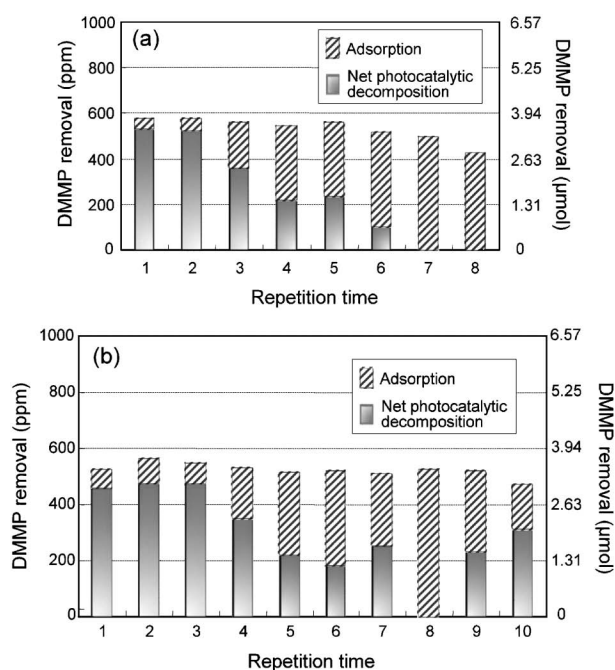 (a)
Adsorption
Net photocatalytic
decomposition
DMMP removal (ppm)
1000
800
600
400
200
0
DMMP removal (μmol)
6.57
5.25
3.94
2.63
1.31
0
1 2 3 4 5 6 7 8
Repetition time
(b)
Adsorption
Net photocatalytic
decomposition
DMMP removal (ppm)
1000
800
600
400
200
0
DMMP removal (μmol)
6.57
5.25
3.94
2.63
1.31
0
1 2 3 4 5 6 7 8 9 10
Repetition time